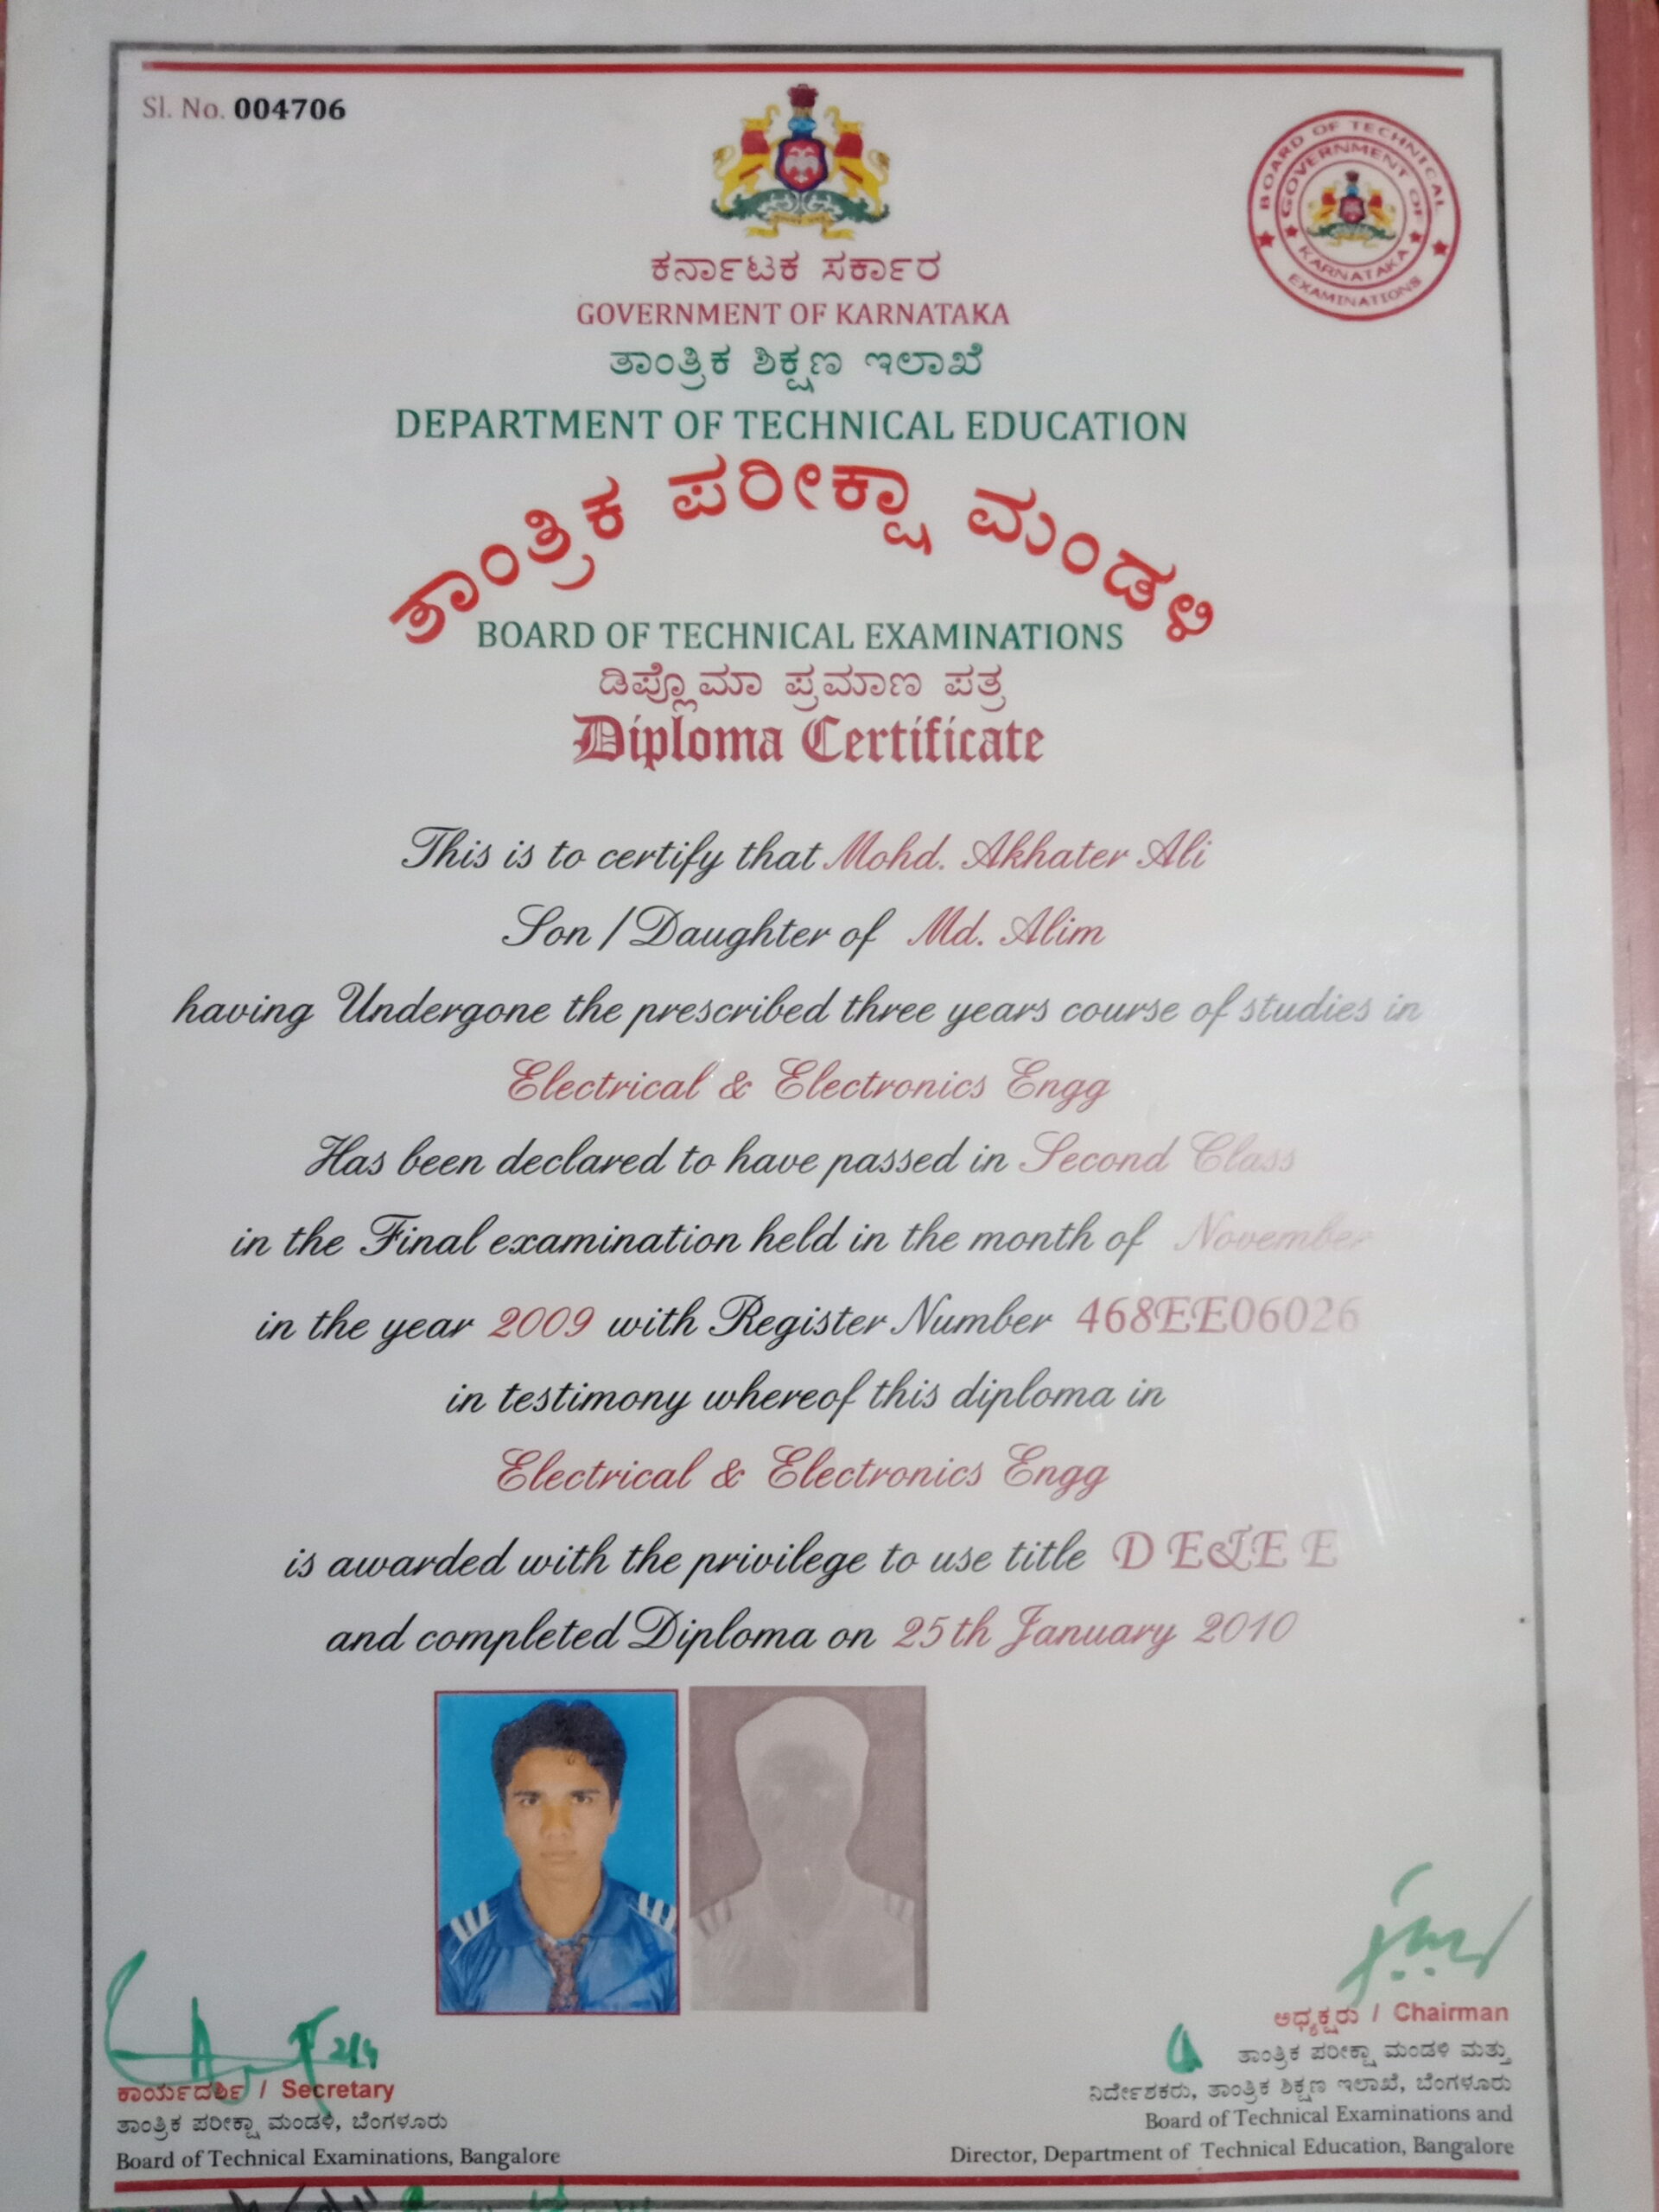 Sl. No. 004706
BOARD OF TECHNICAL EXAMINATIONS
GOVERNMENT OF KARNATAKA
ಕರ್ನಾಟಕ ಸರ್ಕಾರ
GOVERNMENT OF KARNATAKA
ತಾಂತ್ರಿಕ ಶಿಕ್ಷಣ ಇಲಾಖೆ
DEPARTMENT OF TECHNICAL EDUCATION
ತಾಂತ್ರಿಕ ಪರೀಕ್ಷಾ ಮಂಡಳಿ
BOARD OF TECHNICAL EXAMINATIONS
ಡಿಪ್ಲೊಮಾ ಪ್ರಮಾಣ ಪತ್ರ
Diploma Certificate
This is to certify that Mohd. Akhater Ali
Son / Daughter of Md. Alim
having Undergone the prescribed three years course of studies in
Electrical & Electronics Engg
Has been declared to have passed in Second Class
in the Final examination held in the month of November
in the year 2009 with Register Number 468EE06026
in testimony whereof this diploma in
Electrical & Electronics Engg
is awarded with the privilege to use title D E&E E
and completed Diploma on 25th January 2010
ಕಾರ್ಯದರ್ಶಿ / Secretary
ತಾಂತ್ರಿಕ ಪರೀಕ್ಷಾ ಮಂಡಳಿ, ಬೆಂಗಳೂರು
Board of Technical Examinations, Bangalore
ಅಧ್ಯಕ್ಷರು / Chairman
ತಾಂತ್ರಿಕ ಪರೀಕ್ಷಾ ಮಂಡಳಿ ಮತ್ತು
ನಿರ್ದೇಶಕರು, ತಾಂತ್ರಿಕ ಶಿಕ್ಷಣ ಇಲಾಖೆ, ಬೆಂಗಳೂರು
Board of Technical Examinations and
Director, Department of Technical Education, Bangalore